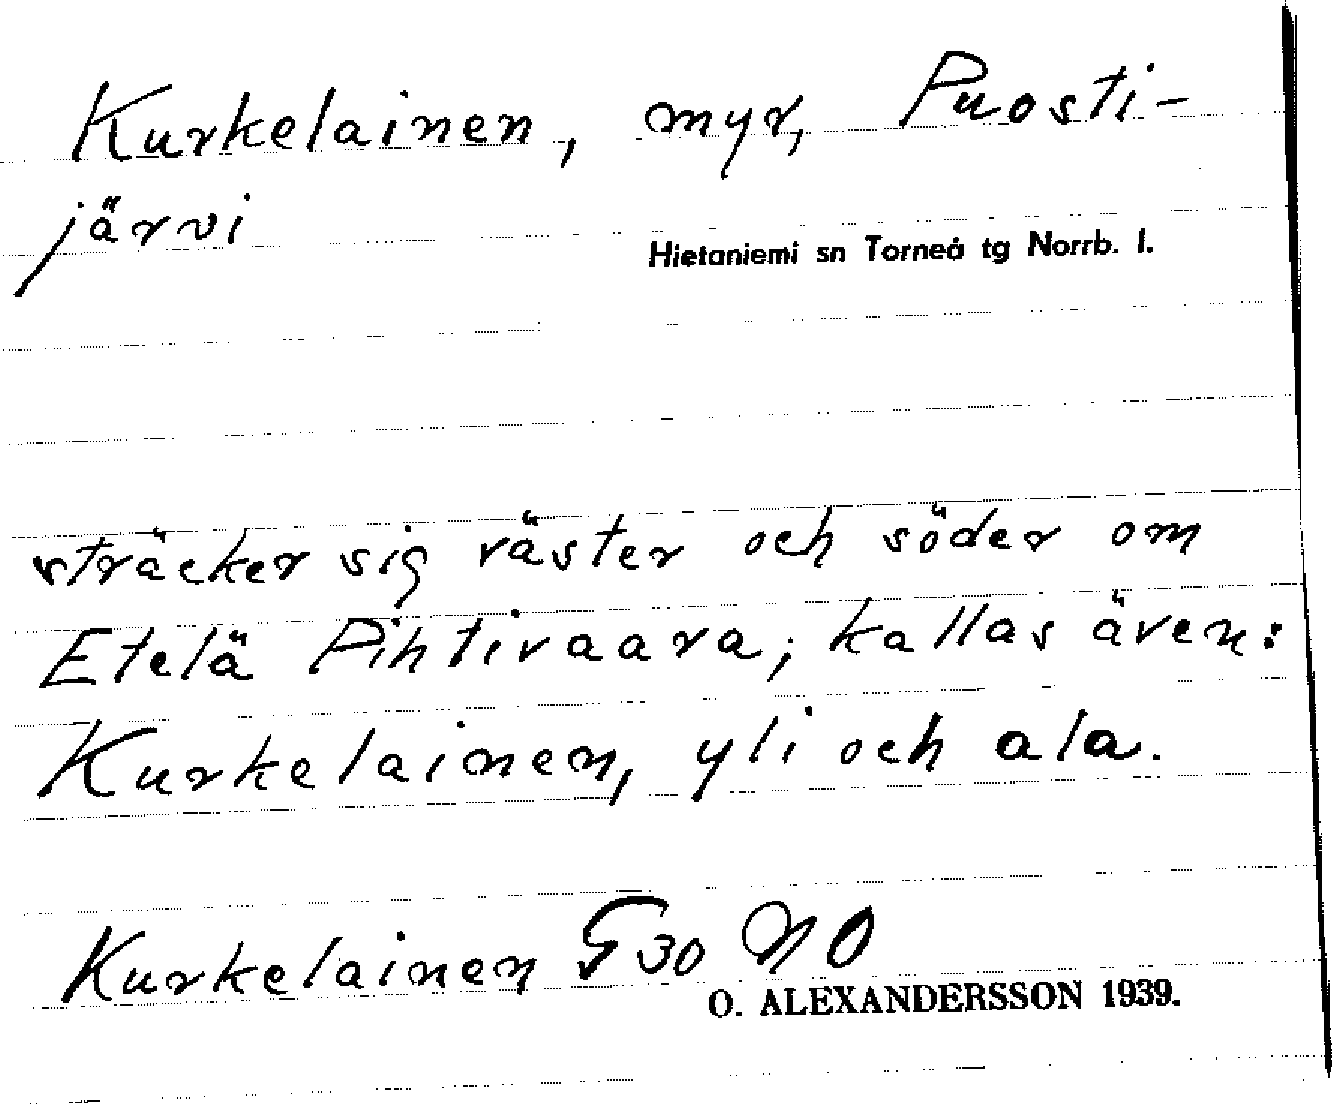 Kurkelainen, myr, Puosti-
järvi
Hietaniemi sn Torneå tg Norrb. l.
sträcker sig väster och söder om
Etelä Pihtivaara; kallas även:
Kurkelainen, yli och ala.
Kurkelainen G 30 NO
O. ALEXANDERSSON 1939.